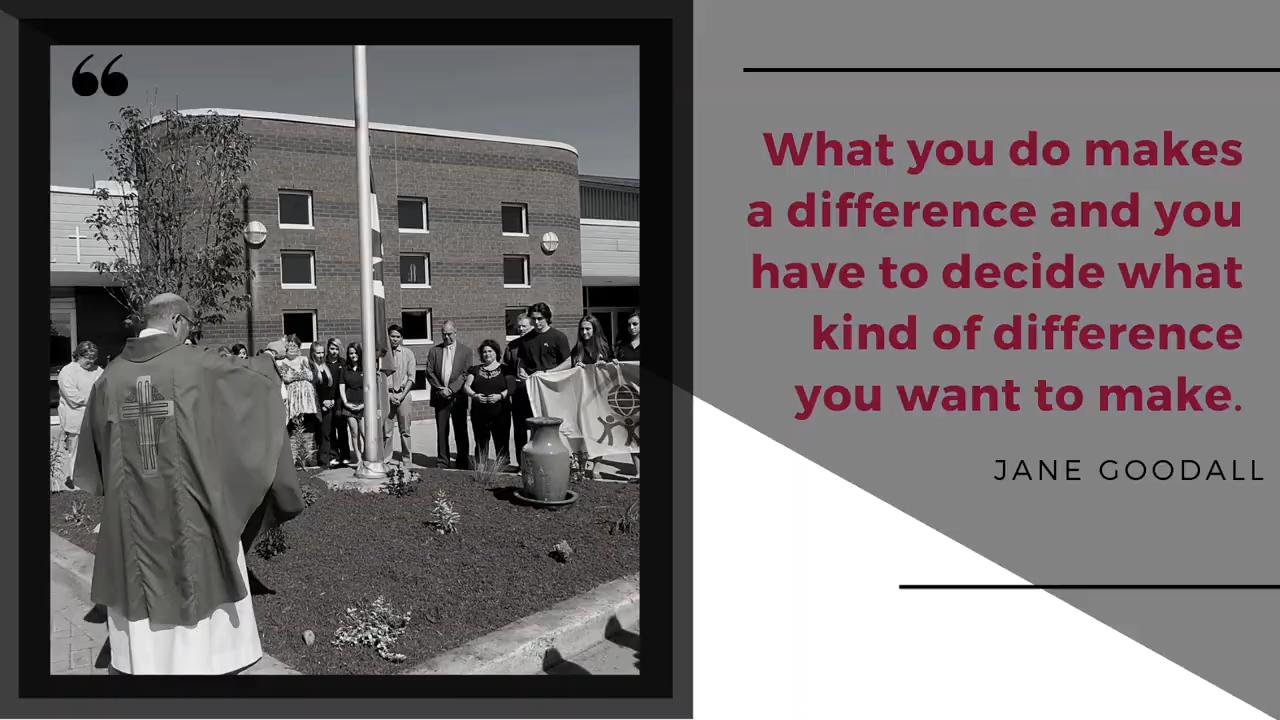 “
What you do makes
a difference and you
have to decide what
kind of difference
you want to make.
JANE GOODALL